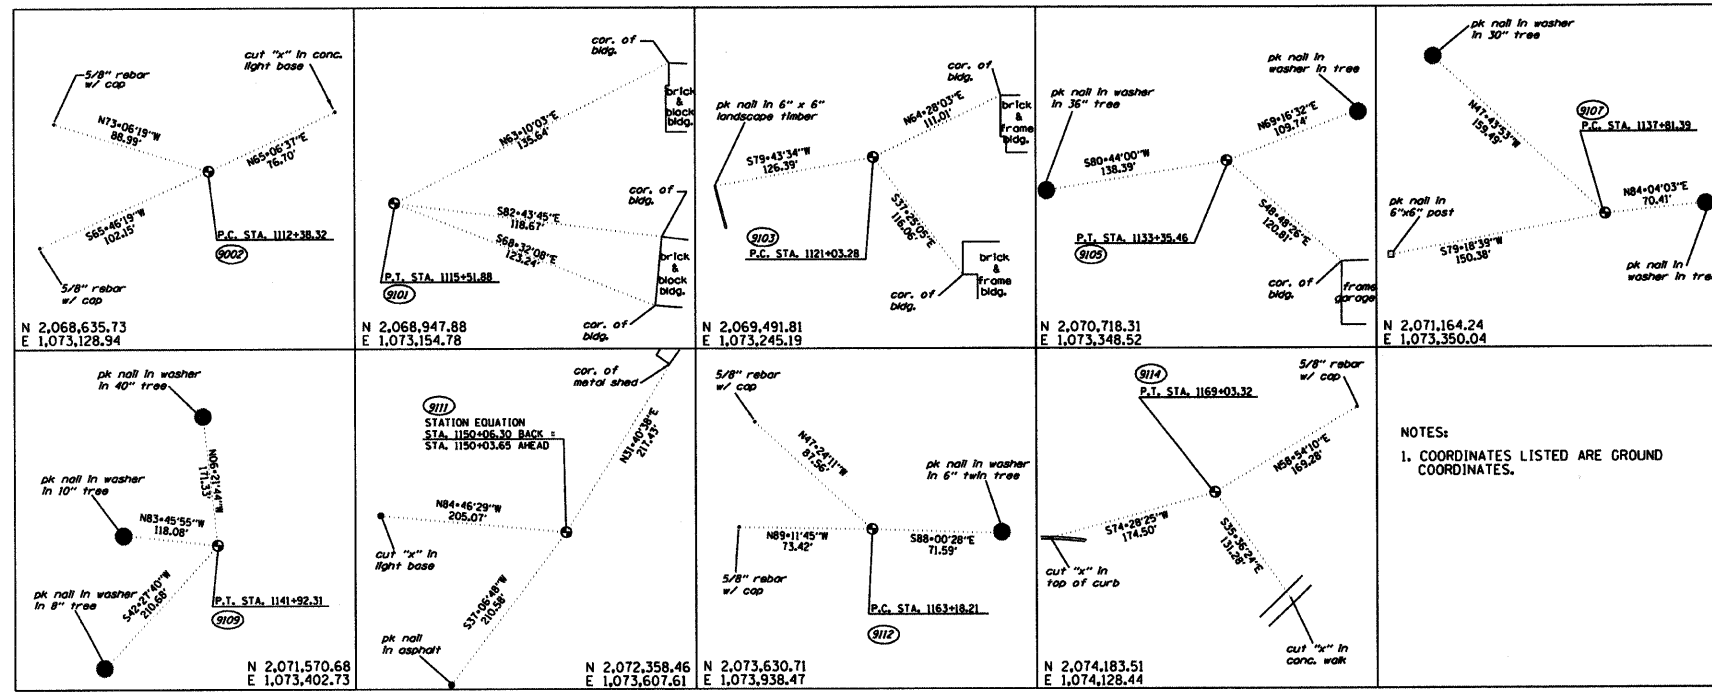 cut "x" in conc.
light base
5/8" rebar
w/ cap
N73°06'19"W
88.99'
N65°06'37"E
76.70'
S65°46'19"W
102.15'
P.C. STA. 1112+38.32
9002
5/8" rebar
w/ cap
N 2,068,635.73
E 1,073,128.94
cor. of
bldg.
brick
&
block
bldg.
N63°10'03"E
135.64'
cor. of
bldg.
S82°43'45"E
118.67'
S68°32'08"E
123.24'
brick
&
block
bldg.
P.T. STA. 1115+51.88
9101
cor. of
bldg.
N 2,068,947.88
E 1,073,154.78
cor. of
bldg.
pk nail in 6" x 6"
landscape timber
N64°28'03"E
111.01'
brick
&
frame
bldg.
S79°43'34"W
126.39'
S37°25'05"E
116.06'
9103
P.C. STA. 1121+03.28
brick
&
frame
bldg.
cor. of
bldg.
N 2,069,491.81
E 1,073,245.19
pk nail in
washer in tree
pk nail in washer
in 36" tree
N69°16'32"E
109.74'
S80°44'00"W
138.39'
S48°48'26"E
120.81'
P.T. STA. 1133+35.46
9105
cor. of
bldg.
frame
garage
N 2,070,718.31
E 1,073,348.52
pk nail in washer
in 30" tree
N47°43'53"W
159.49'
9107
P.C. STA. 1137+81.39
N84°04'03"E
70.41'
pk nail in
6"x6" post
S79°18'39"W
150.38'
pk nail in
washer in tree
N 2,071,164.24
E 1,073,350.04
pk nail in washer
in 40" tree
N06°21'44"W
171.33'
pk nail in washer
in 10" tree
N83°45'55"W
118.08'
pk nail in washer
in 8" tree
S42°27'40"W
210.68'
P.T. STA. 1141+92.31
9109
N 2,071,570.68
E 1,073,402.73
cor. of
metal shed
9111
STATION EQUATION
STA. 1150+06.30 BACK =
STA. 1150+03.65 AHEAD
N31°40'38"E
217.43'
N84°46'29"W
205.07'
cut "x" in
light base
S37°06'48"W
210.58'
pk nail
in asphalt
N 2,072,358.46
E 1,073,607.61
5/8" rebar
w/ cap
N47°24'11"W
87.56'
pk nail in washer
in 6" twin tree
N89°11'45"W
73.42'
S88°00'28"E
71.59'
5/8" rebar
w/ cap
P.C. STA. 1163+18.21
9112
N 2,073,630.71
E 1,073,938.47
9114
P.T. STA. 1169+03.32
5/8" rebar
w/ cap
N58°54'10"E
169.28'
S74°28'25"W
174.50'
S35°36'24"E
131.28'
cut "x" in
top of curb
cut "x" in
conc. walk
N 2,074,183.51
E 1,074,128.44
NOTES:
1. COORDINATES LISTED ARE GROUND
COORDINATES.